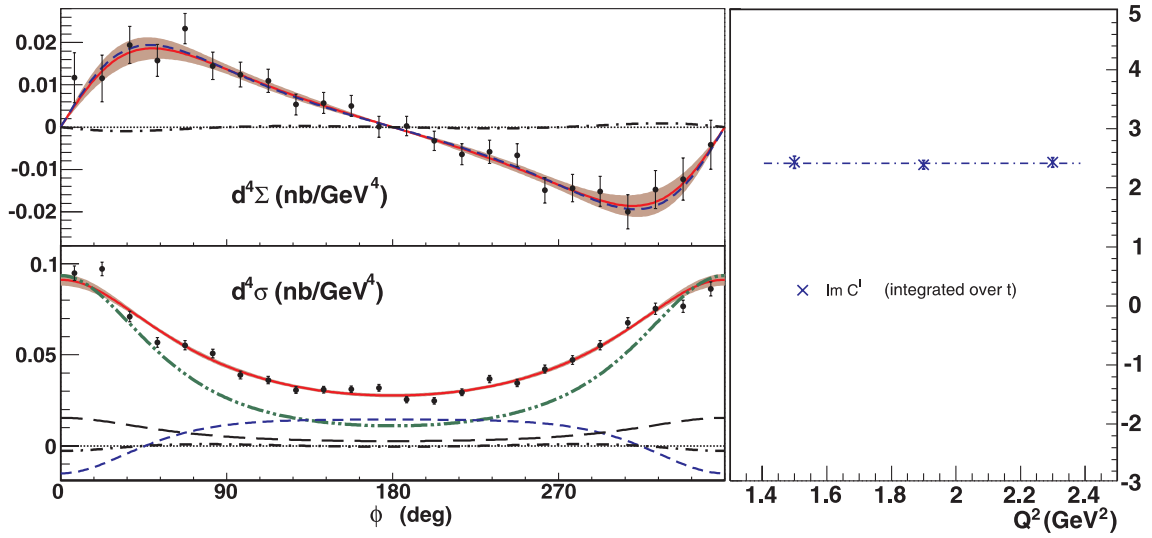 0.02
0.01
0
-0.01
-0.02
d⁴Σ (nb/GeV⁴)
0.1
0.05
0
d⁴σ (nb/GeV⁴)
0 90 180 270
ϕ (deg)
5
4
3
2
1
0
-1
-2
-3
× Im Cᴵ (integrated over t)
1.4 1.6 1.8 2 2.2 2.4
Q² (GeV²)